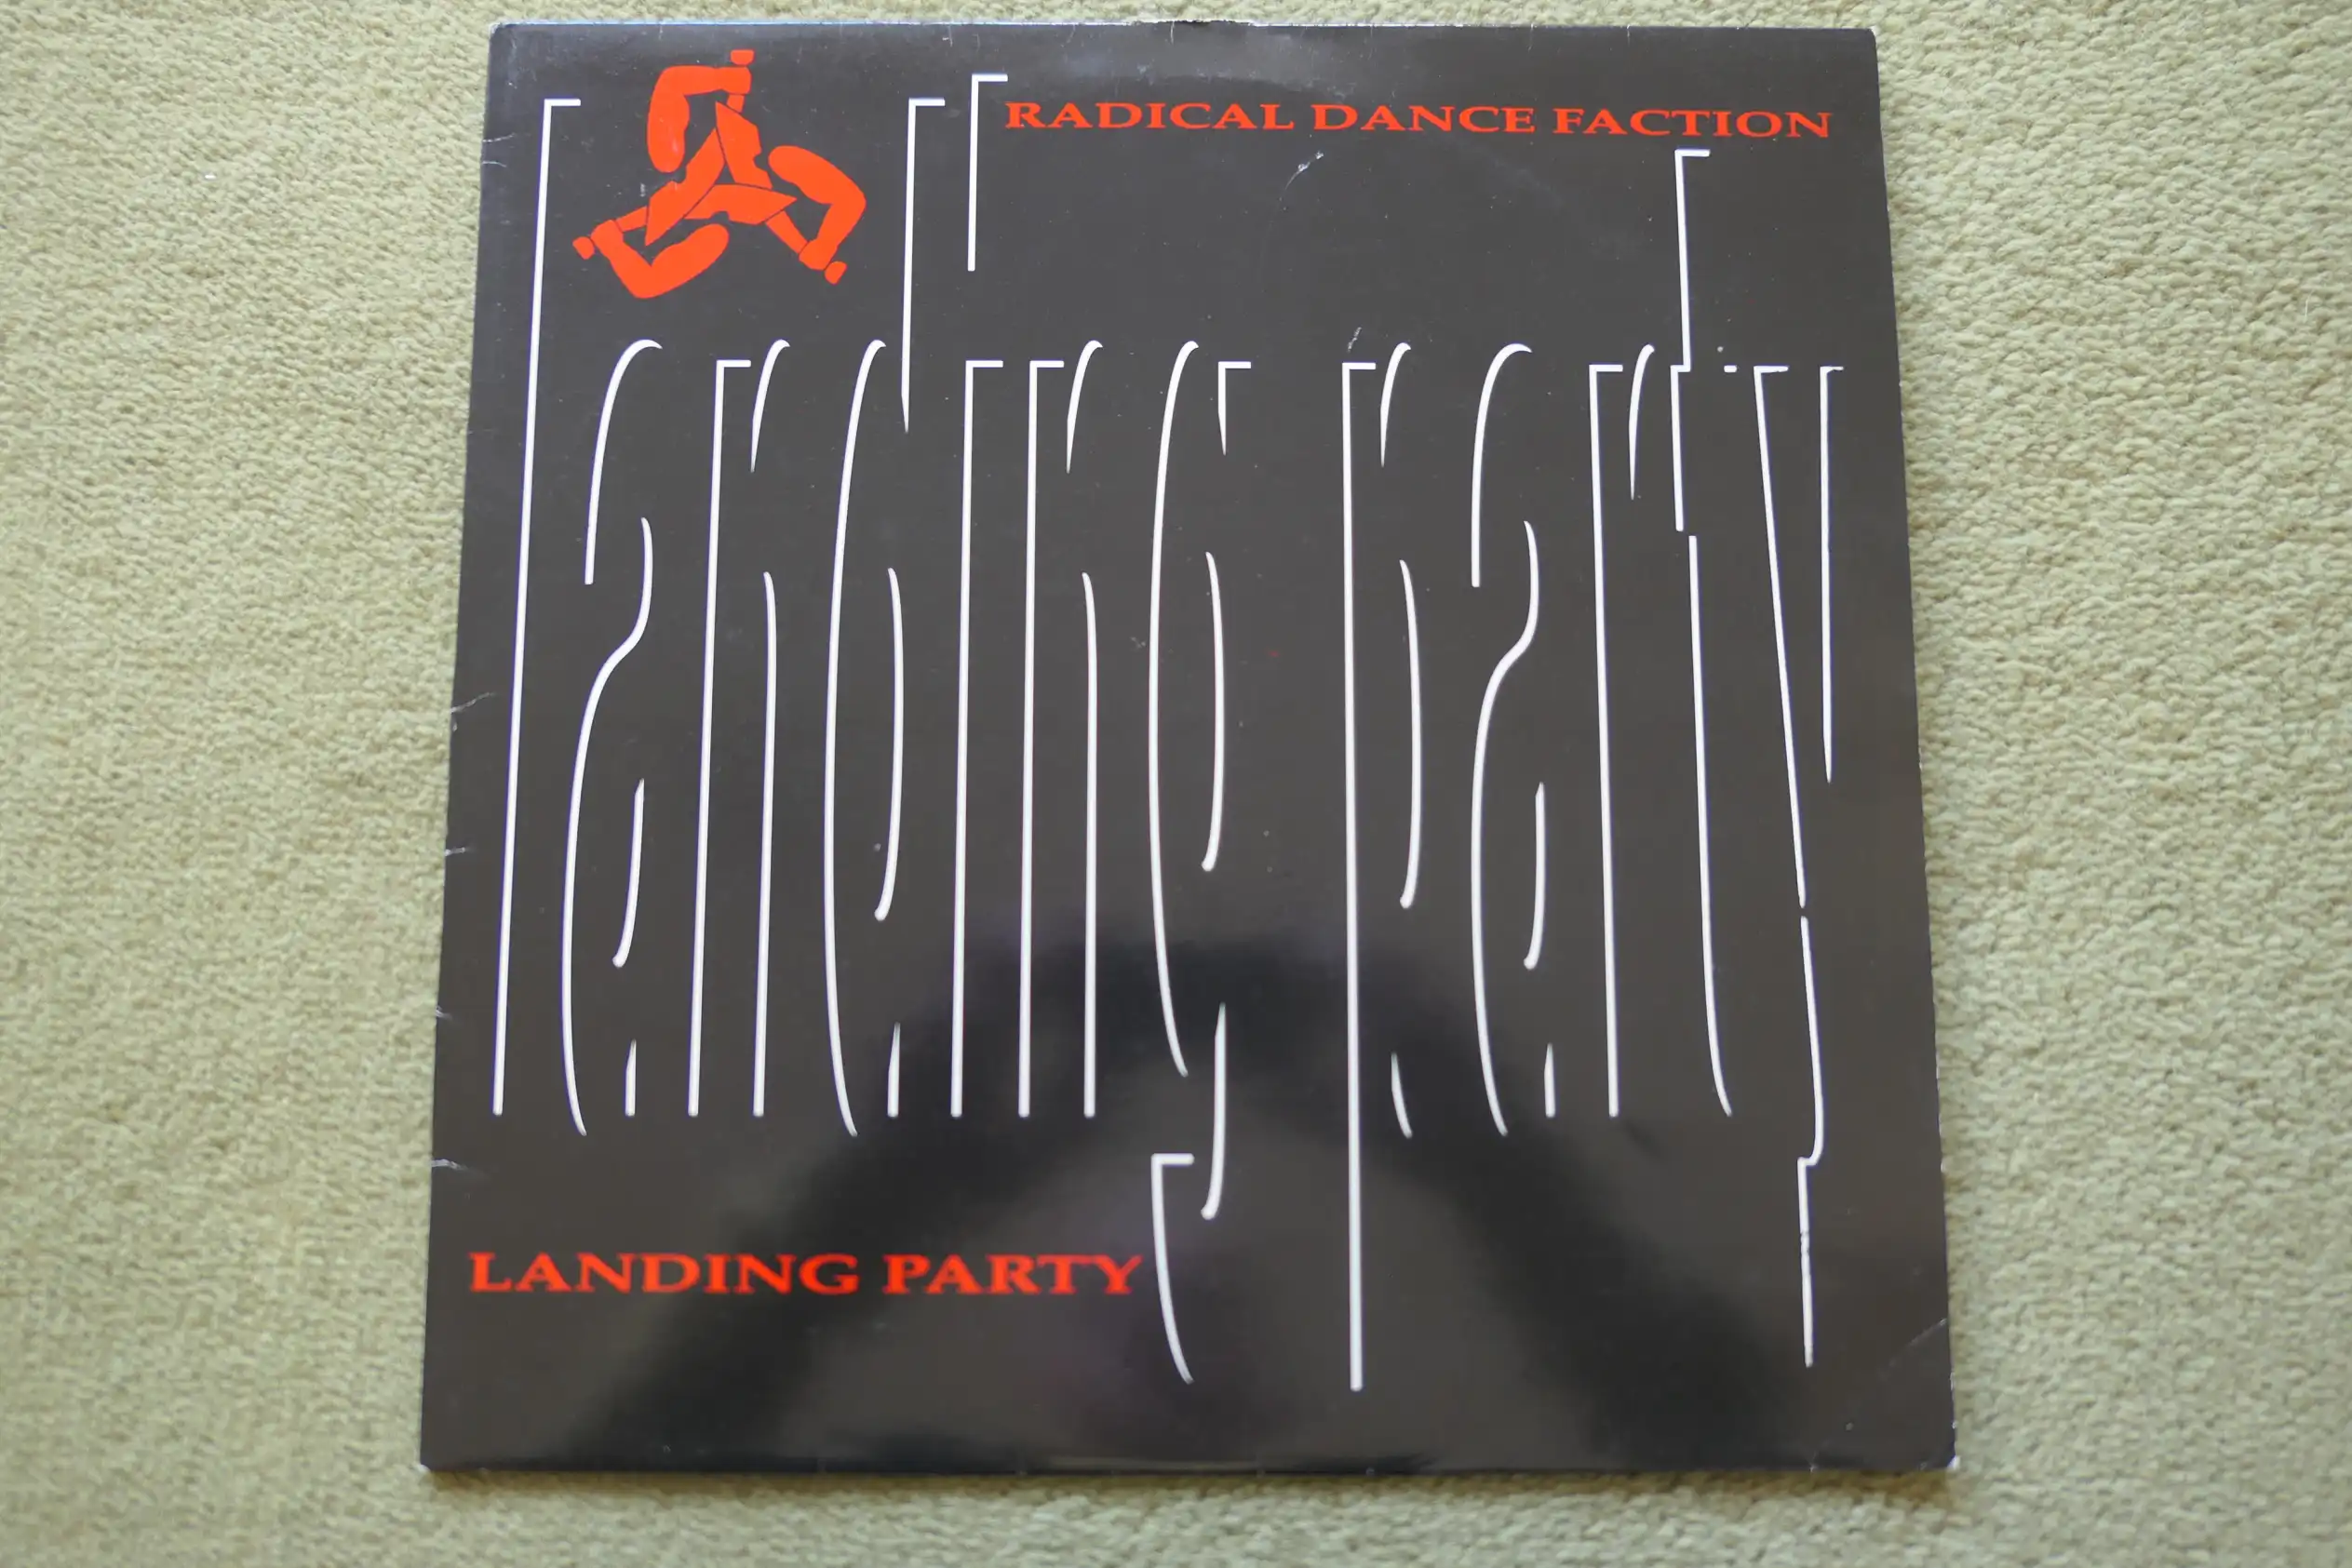 RADICAL DANCE FACTION
landing party
LANDING PARTY